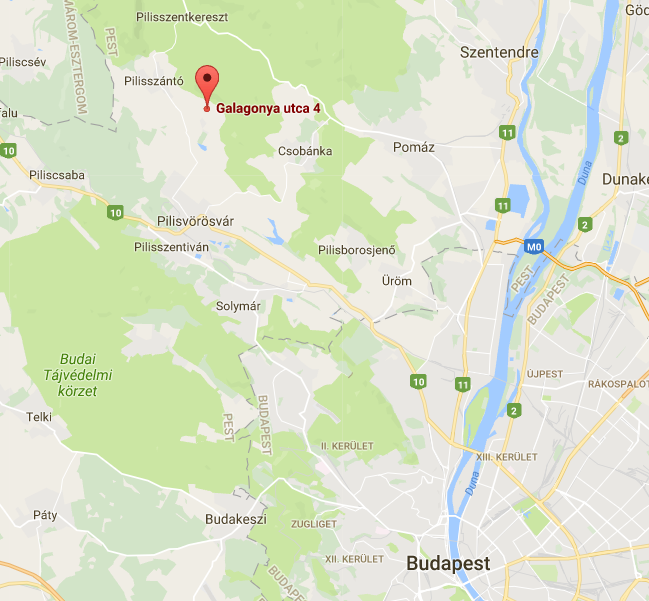 Göd
Pilisszentkereszt
MÁROM-ESZTERGOM
PEST
Szentendre
Piliscsév
Pilisszántó
Galagonya utca 4
falu
11
2
10
Pomáz
Csobánka
Piliscsaba
Duna
Dunake
11
10
Pilisvörösvár
2
M0
Pilisszentiván
Pilisborosjenő
PEST
BUDAPEST
Üröm
Solymár
Budai
Tájvédelmi
körzet
10
11
ÚJPEST
RÁKOSPALOT
2
Telki
PEST
BUDAPEST
II. KERÜLET
XIII. KERÜLET
Duna
Páty
Budakeszi
ZUGLIGET
XII. KERÜLET
Budapest
BUDAPEST